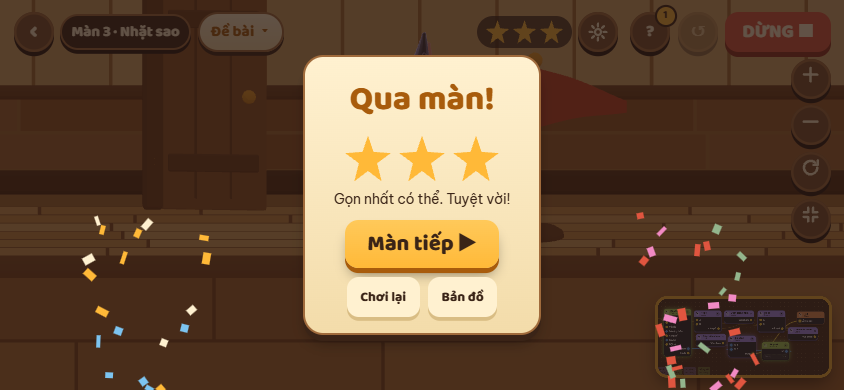 Màn 3 · Nhặt sao
Đề bài
?
1
DỪNG
Qua màn!
Gọn nhất có thể. Tuyệt vời!
Màn tiếp
Chơi lại
Bản đồ